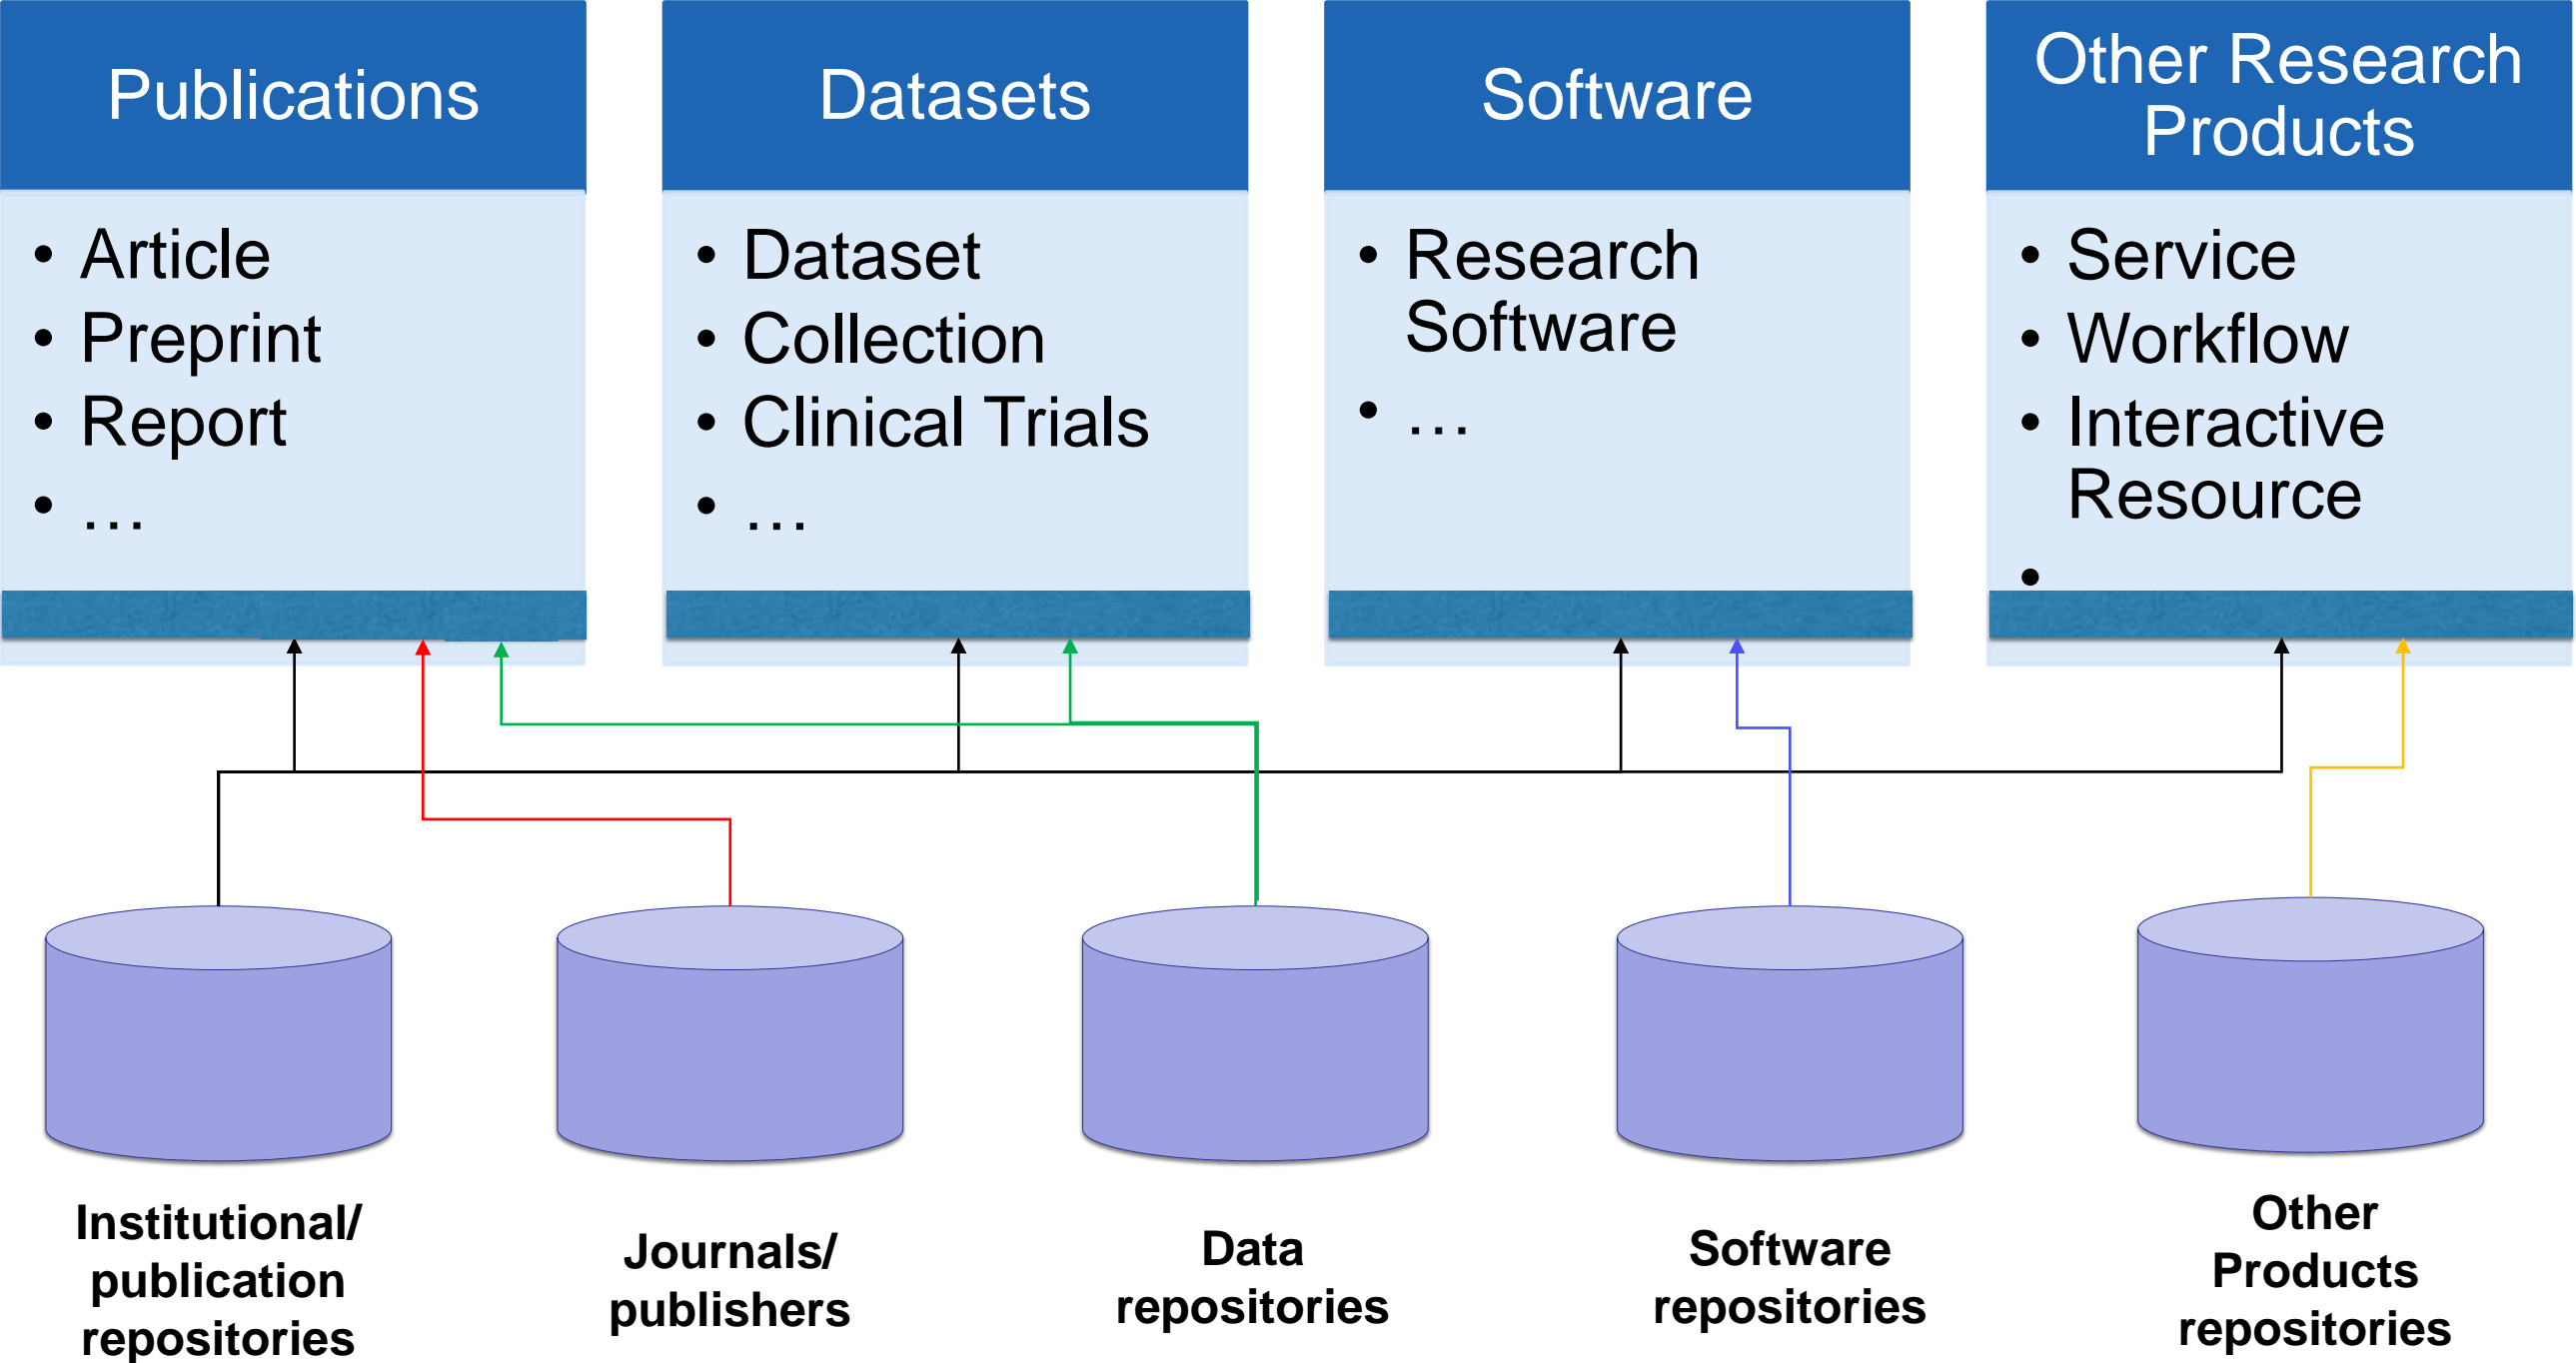 Publications
• Article
• Preprint
• Report
• …
Datasets
• Dataset
• Collection
• Clinical Trials
• …
Software
• Research
Software
• …
Other Research
Products
• Service
• Workflow
• Interactive
Resource
•
Institutional/
publication
repositories
Journals/
publishers
Data
repositories
Software
repositories
Other
Products
repositories